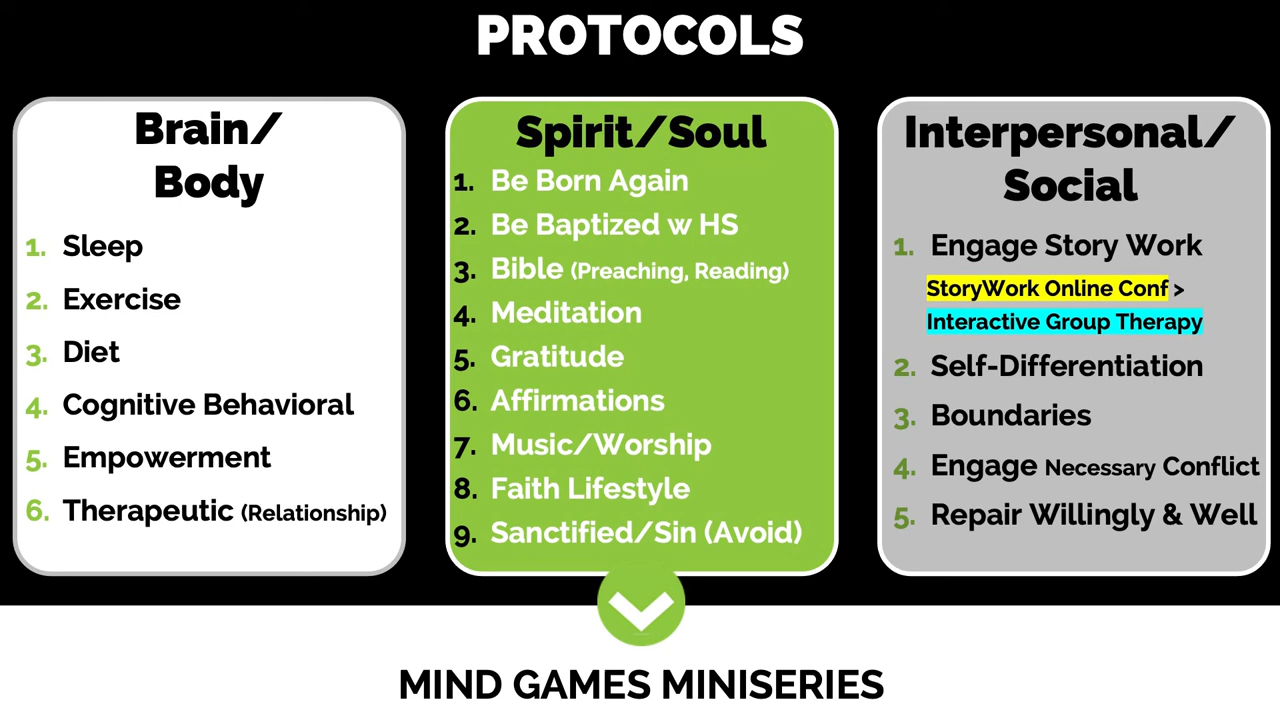 PROTOCOLS
Brain/
Body
1. Sleep
2. Exercise
3. Diet
4. Cognitive Behavioral
5. Empowerment
6. Therapeutic (Relationship)
Spirit/Soul
1. Be Born Again
2. Be Baptized w HS
3. Bible (Preaching, Reading)
4. Meditation
5. Gratitude
6. Affirmations
7. Music/Worship
8. Faith Lifestyle
9. Sanctified/Sin (Avoid)
Interpersonal/
Social
1. Engage Story Work
StoryWork Online Conf >
Interactive Group Therapy
2. Self-Differentiation
3. Boundaries
4. Engage Necessary Conflict
5. Repair Willingly & Well
MIND GAMES MINISERIES